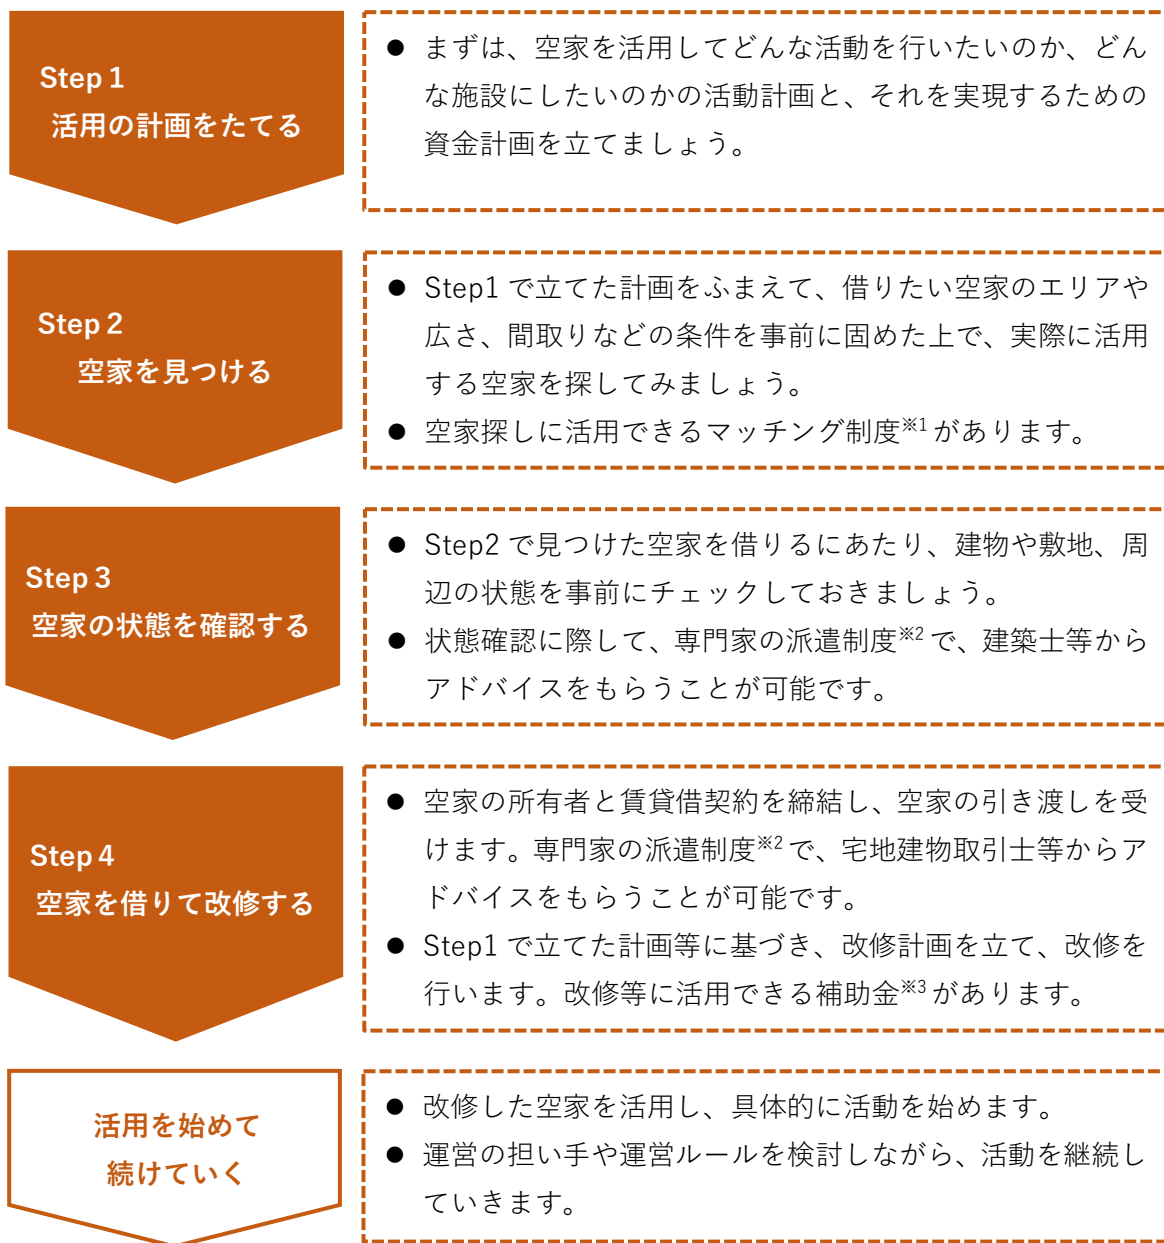 Step 1
活用の計画をたてる
● まずは、空家を活用してどんな活動を行いたいのか、どん
な施設にしたいのかの活動計画と、それを実現するための
資金計画を立てましょう。
Step 2
空家を見つける
● Step1 で立てた計画をふまえて、借りたい空家のエリアや
広さ、間取りなどの条件を事前に固めた上で、実際に活用
する空家を探してみましょう。
● 空家探しに活用できるマッチング制度※1 があります。
Step 3
空家の状態を確認する
● Step2 で見つけた空家を借りるにあたり、建物や敷地、周
辺の状態を事前にチェックしておきましょう。
● 状態確認に際して、専門家の派遣制度※2 で、建築士等から
アドバイスをもらうことが可能です。
Step 4
空家を借りて改修する
● 空家の所有者と賃貸借契約を締結し、空家の引き渡しを受
けます。専門家の派遣制度※2 で、宅地建物取引士等からア
ドバイスをもらうことが可能です。
● Step1 で立てた計画等に基づき、改修計画を立て、改修を
行います。改修等に活用できる補助金※3 があります。
活用を始めて
続けていく
● 改修した空家を活用し、具体的に活動を始めます。
● 運営の担い手や運営ルールを検討しながら、活動を継続し
ていきます。